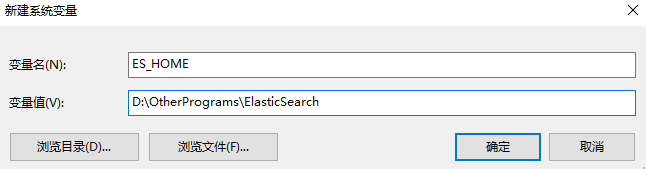 新建系统变量
变量名(N): ES_HOME
变量值(V): D:\OtherPrograms\ElasticSearch
浏览目录(D)... 浏览文件(F)... 确定 取消